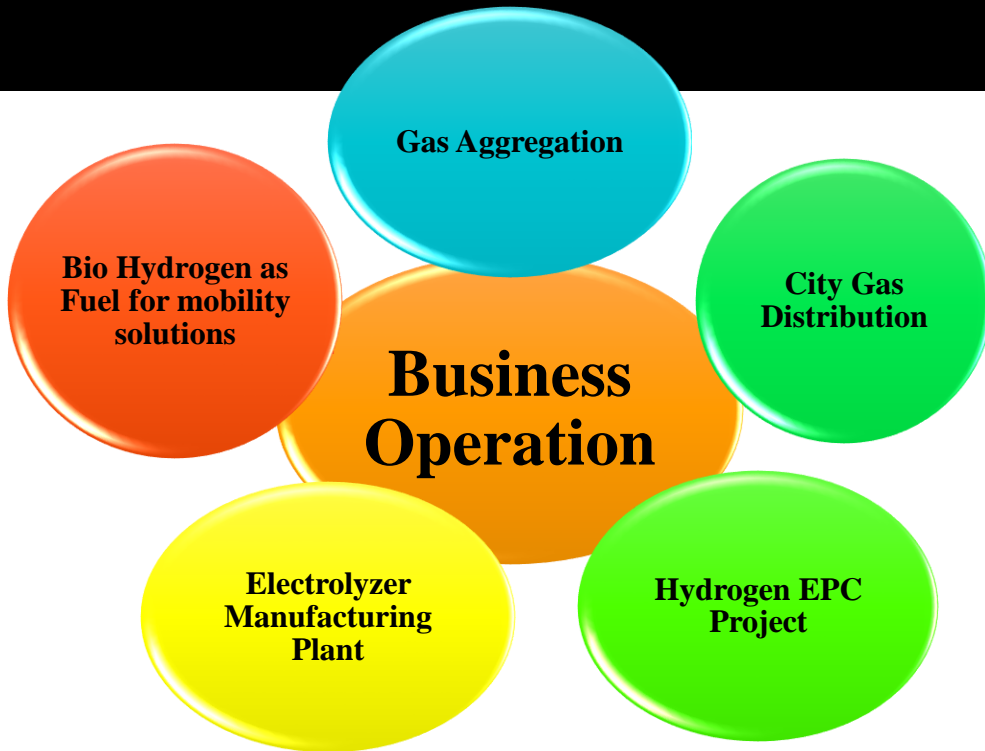 Gas Aggregation
Bio Hydrogen as
Fuel for mobility
solutions
City Gas
Distribution
Business
Operation
Electrolyzer
Manufacturing
Plant
Hydrogen EPC
Project